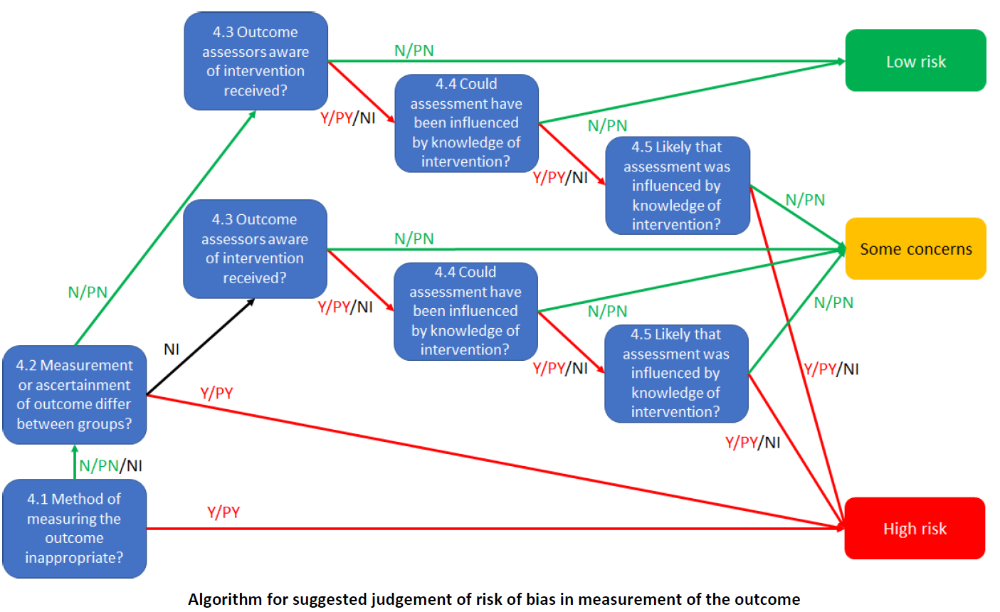 4.3 Outcome
assessors aware
of intervention
received?
N/PN
Low risk
Y/PY/NI
4.4 Could
assessment have
been influenced
by knowledge of
intervention?
N/PN
Y/PY/NI
4.5 Likely that
assessment was
influenced by
knowledge of
intervention?
N/PN
Y/PY/NI
Some concerns
4.3 Outcome
assessors aware
of intervention
received?
N/PN
Y/PY/NI
4.4 Could
assessment have
been influenced
by knowledge of
intervention?
N/PN
Y/PY/NI
4.5 Likely that
assessment was
influenced by
knowledge of
intervention?
N/PN
Y/PY/NI
N/PN
NI
4.2 Measurement
or ascertainment
of outcome differ
between groups?
Y/PY
N/PN/NI
4.1 Method of
measuring the
outcome
inappropriate?
Y/PY
High risk
Algorithm for suggested judgement of risk of bias in measurement of the outcome